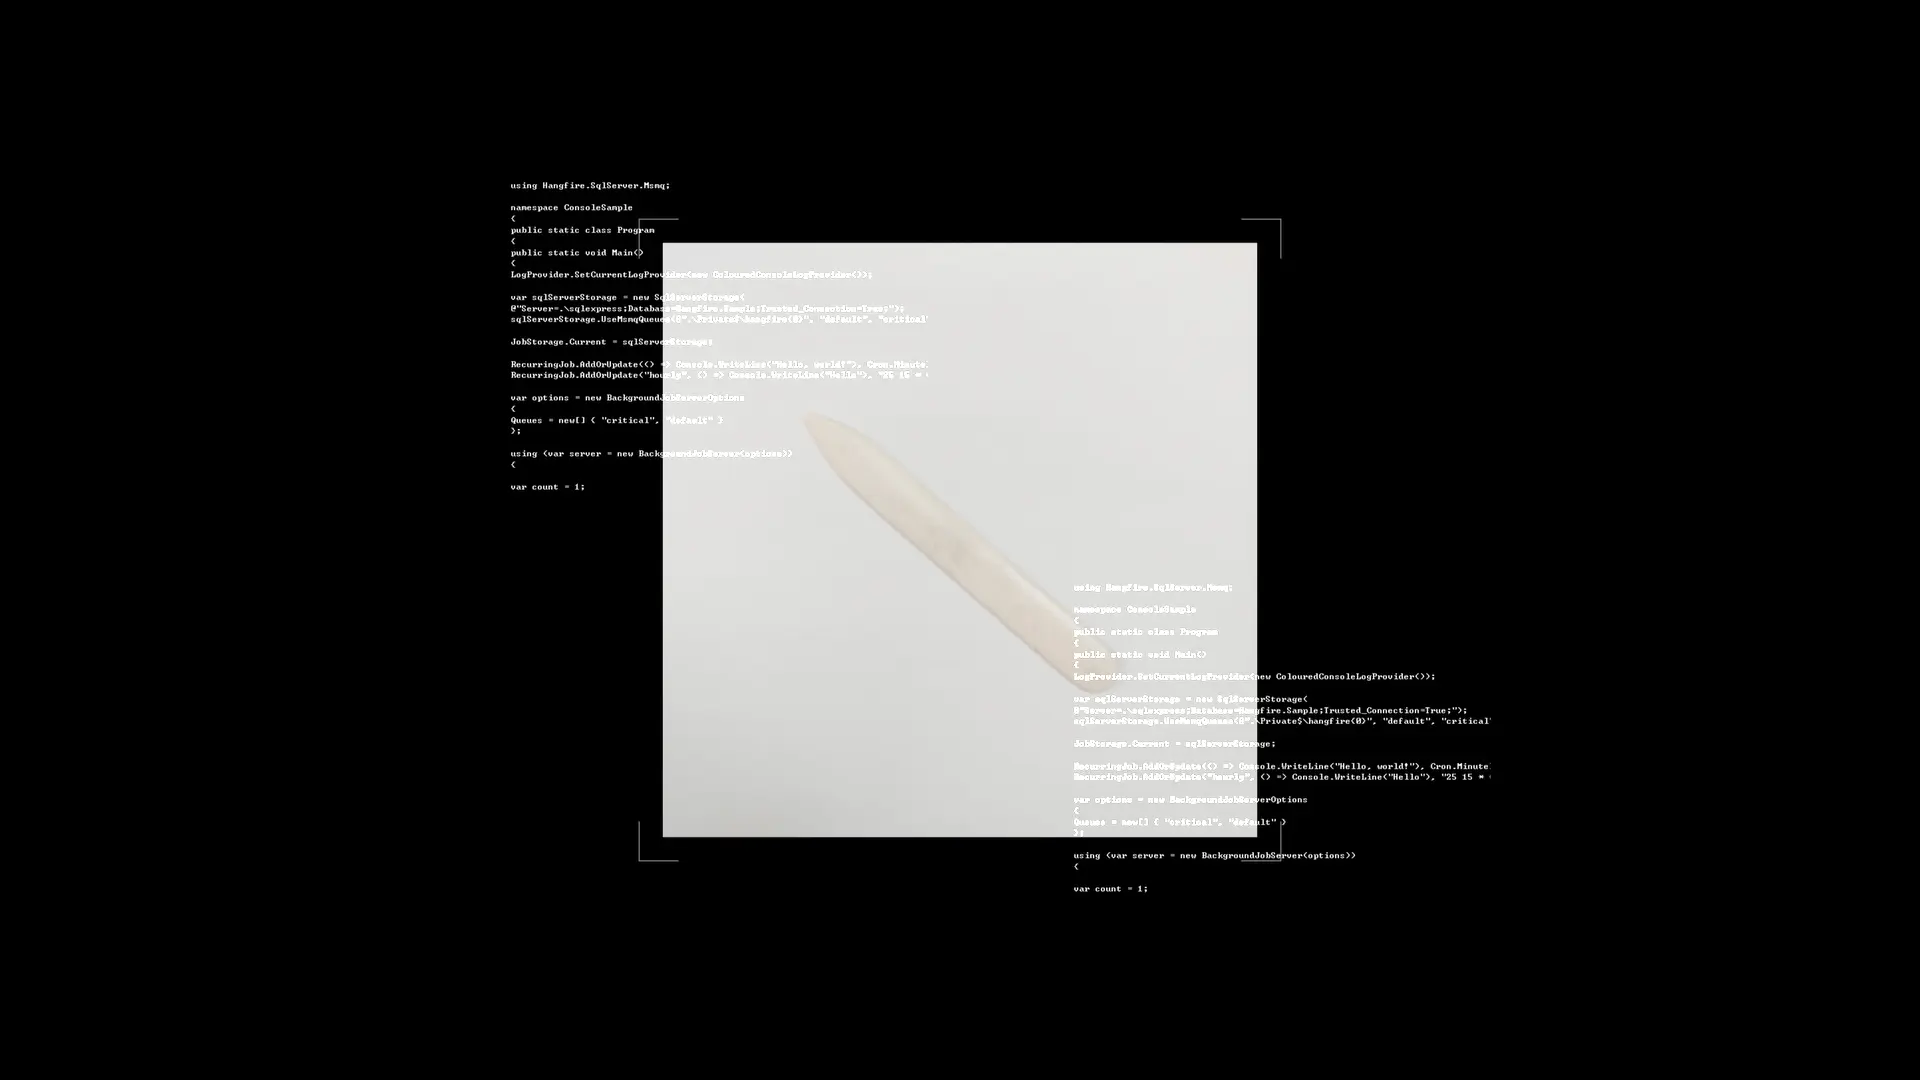 using Hangfire.SqlServer.Msmq;
namespace ConsoleSample
{
public static class Program
{
public static void Main()
{
LogProvider.SetCurrentLogProvider(new ColouredConsoleLogProvider());
var sqlServerStorage = new SqlServerStorage(
@"Server=.\sqlexpress;Database=Hangfire.Sample;Trusted_Connection=True;");
sqlServerStorage.UseMsmqQueues(@".\Private$\hangfire{0}", "default", "critical"
JobStorage.Current = sqlServerStorage;
RecurringJob.AddOrUpdate(() => Console.WriteLine("Hello, world!"), Cron.Minute
RecurringJob.AddOrUpdate("hourly", () => Console.WriteLine("Hello"), "25 15 *
var options = new BackgroundJobServerOptions
{
Queues = new[] { "critical", "default" }
};
using (var server = new BackgroundJobServer(options))
{
var count = 1;
using Hangfire.SqlServer.Msmq;
namespace ConsoleSample
{
public static class Program
{
public static void Main()
{
LogProvider.SetCurrentLogProvider(new ColouredConsoleLogProvider());
var sqlServerStorage = new SqlServerStorage(
@"Server=.\sqlexpress;Database=Hangfire.Sample;Trusted_Connection=True;");
sqlServerStorage.UseMsmqQueues(@".\Private$\hangfire{0}", "default", "critical"
JobStorage.Current = sqlServerStorage;
RecurringJob.AddOrUpdate(() => Console.WriteLine("Hello, world!"), Cron.Minute
RecurringJob.AddOrUpdate("hourly", () => Console.WriteLine("Hello"), "25 15 *
var options = new BackgroundJobServerOptions
{
Queues = new[] { "critical", "default" }
};
using (var server = new BackgroundJobServer(options))
{
var count = 1;